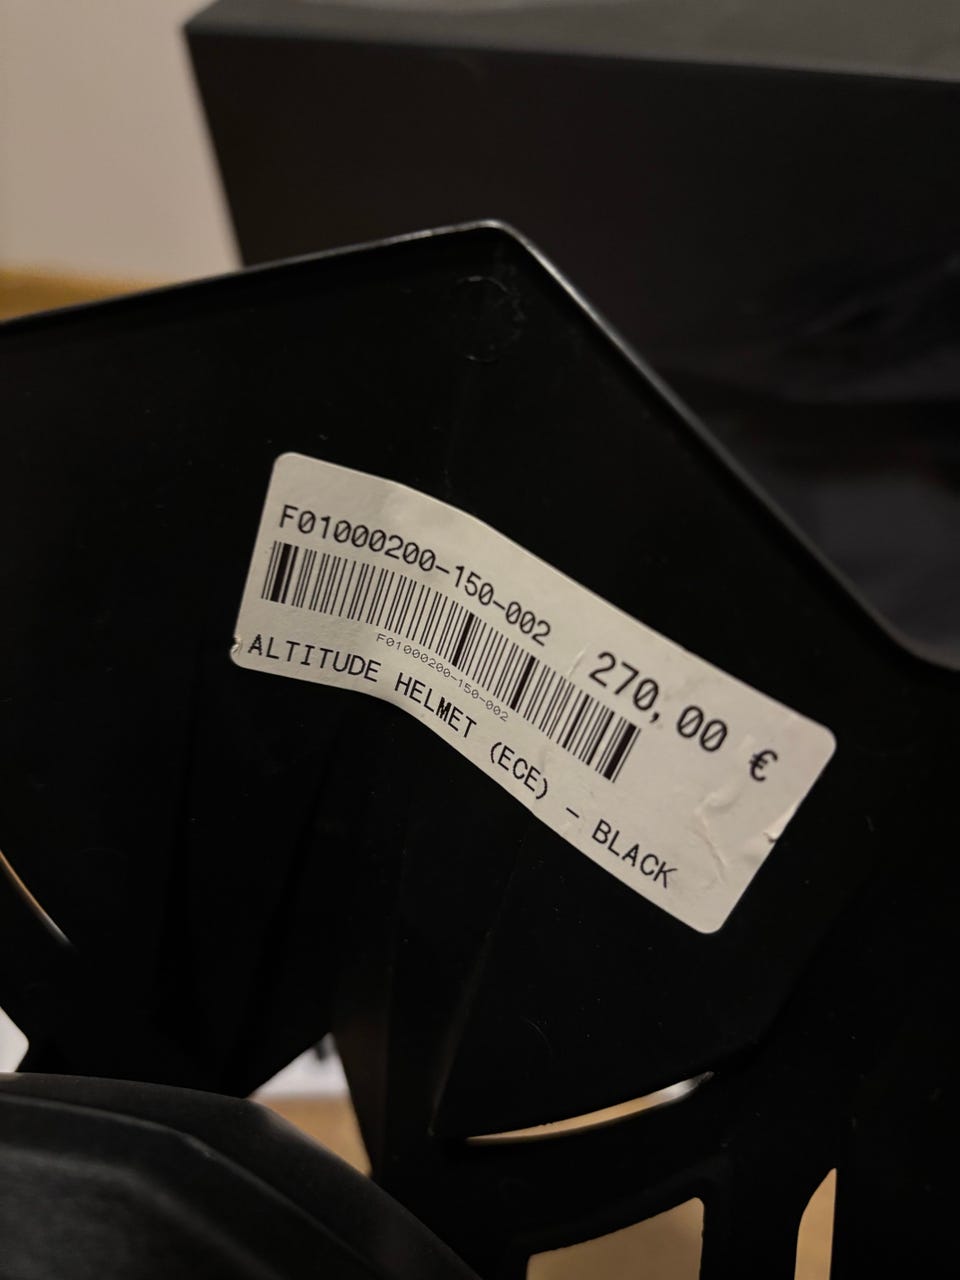 F01000200-150-002
270,00 €
F01000200-150-002
ALTITUDE HELMET (ECE) - BLACK